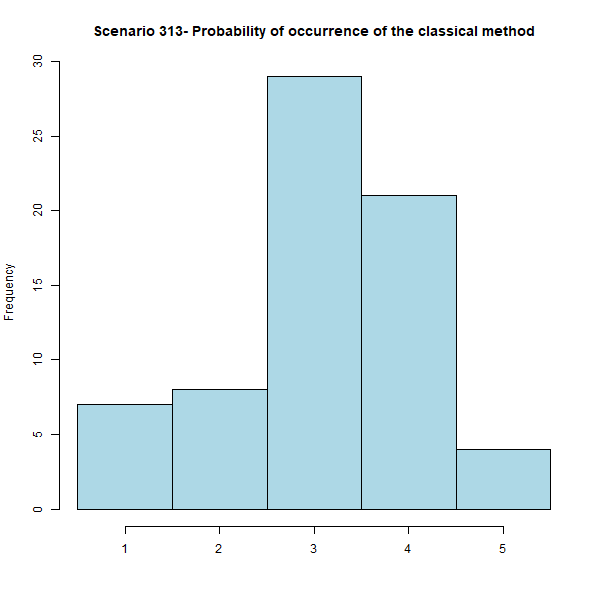 Scenario 313- Probability of occurrence of the classical method
Frequency
30
25
20
15
10
5
0
1 2 3 4 5